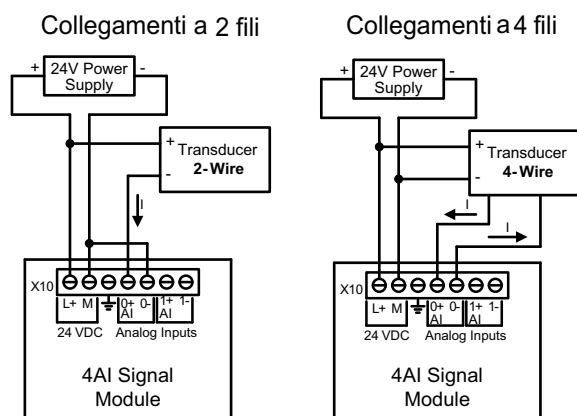 Collegamenti a 2 fili
+ 24V Power Supply -
+ Transducer
- 2-Wire
I
X10
L+ M 0+ 0- 1+ 1-
AI AI
24 VDC Analog Inputs
4AI Signal
Module
Collegamenti a 4 fili
+ 24V Power Supply -
+ Transducer
- 4-Wire
I
I
X10
L+ M 0+ 0- 1+ 1-
AI AI
24 VDC Analog Inputs
4AI Signal
Module